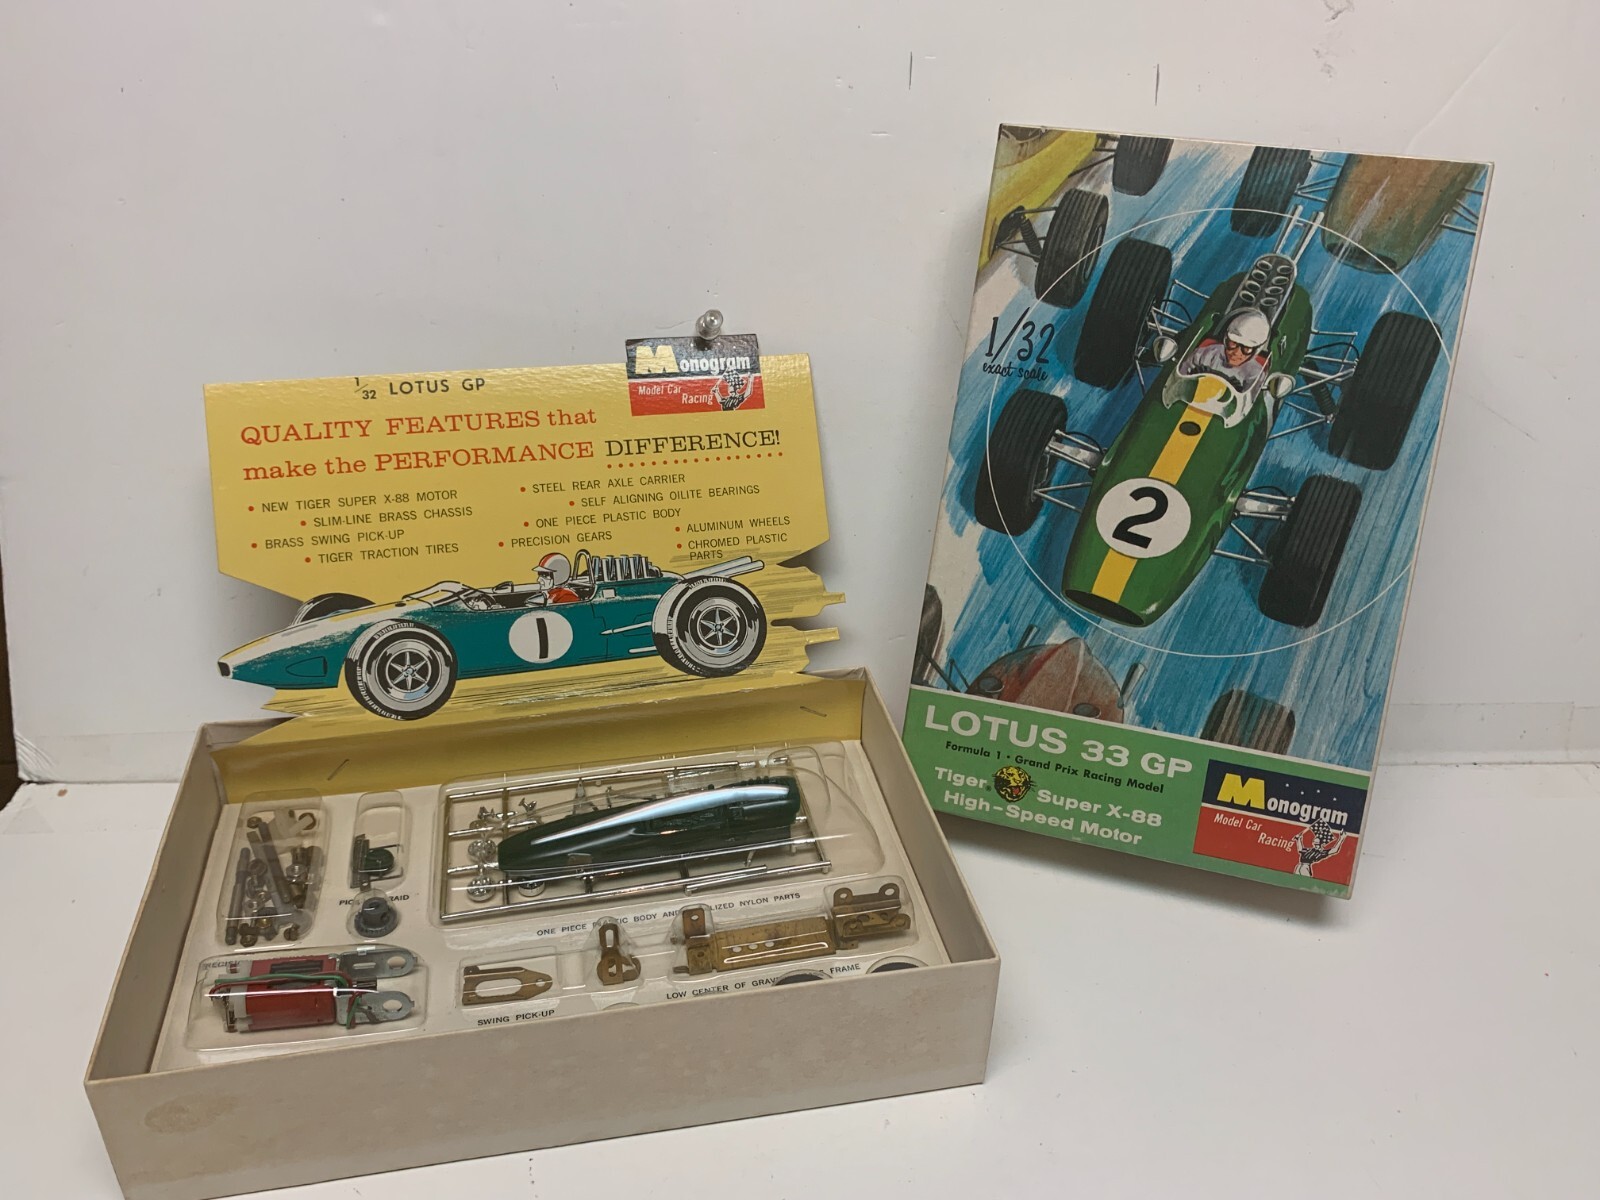 1/32 LOTUS GP
Monogram
Model Car
Racing
QUALITY FEATURES that
make the PERFORMANCE DIFFERENCE!
• NEW TIGER SUPER X-88 MOTOR
• SLIM-LINE BRASS CHASSIS
• BRASS SWING PICK-UP
• TIGER TRACTION TIRES
• STEEL REAR AXLE CARRIER
• SELF ALIGNING OILITE BEARINGS
• ONE PIECE PLASTIC BODY
• PRECISION GEARS
• ALUMINUM WHEELS
• CHROMED PLASTIC
PARTS
1
ONE PIECE PLASTIC BODY AND NYLON PARTS
SWING PICK-UP
LOW CENTER OF FRAME
1/32
exact scale
2
LOTUS 33 GP
Formula 1 • Grand Prix Racing Model
Tiger Super X-88
High-Speed Motor
Monogram
Model Car
Racing